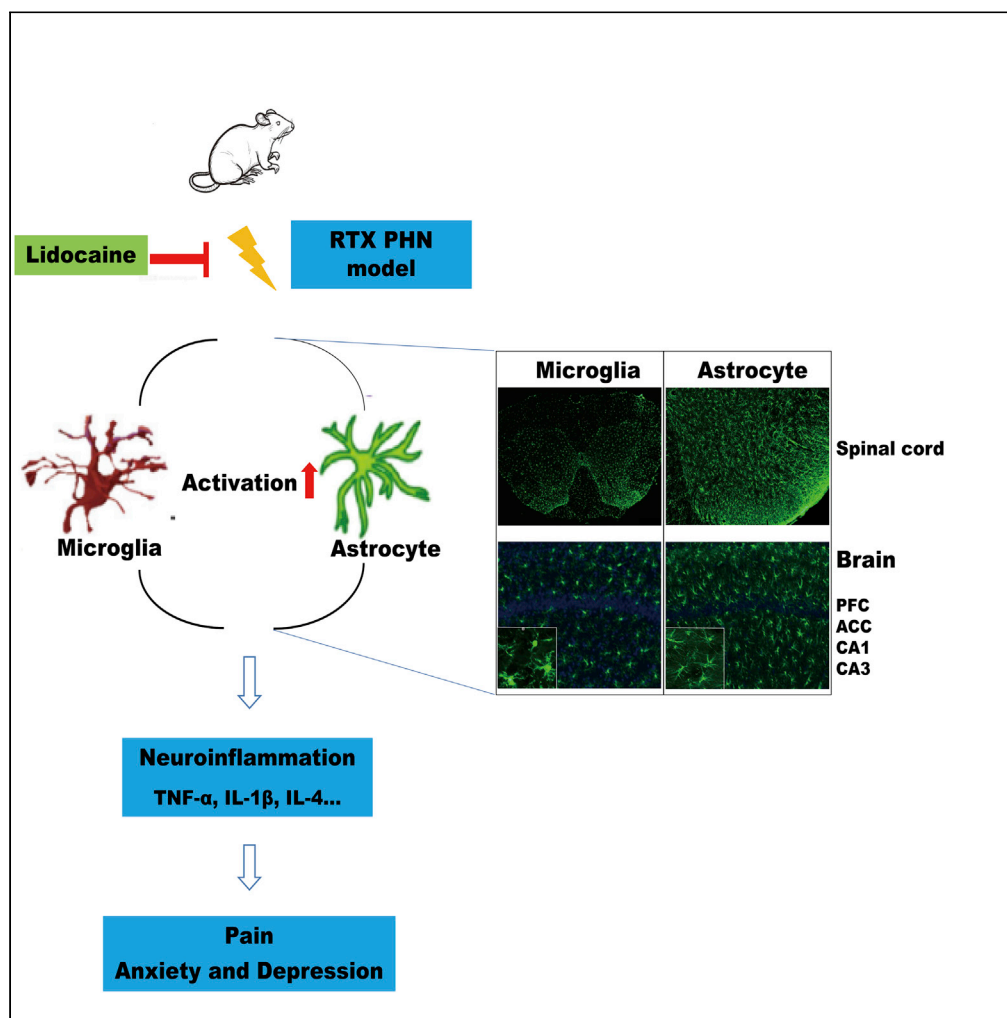 Lidocaine
RTX PHN
model
Microglia
Activation
Astrocyte
Microglia
Astrocyte
Spinal cord
Brain
PFC
ACC
CA1
CA3
Neuroinflammation
TNF-α, IL-1β, IL-4...
Pain
Anxiety and Depression